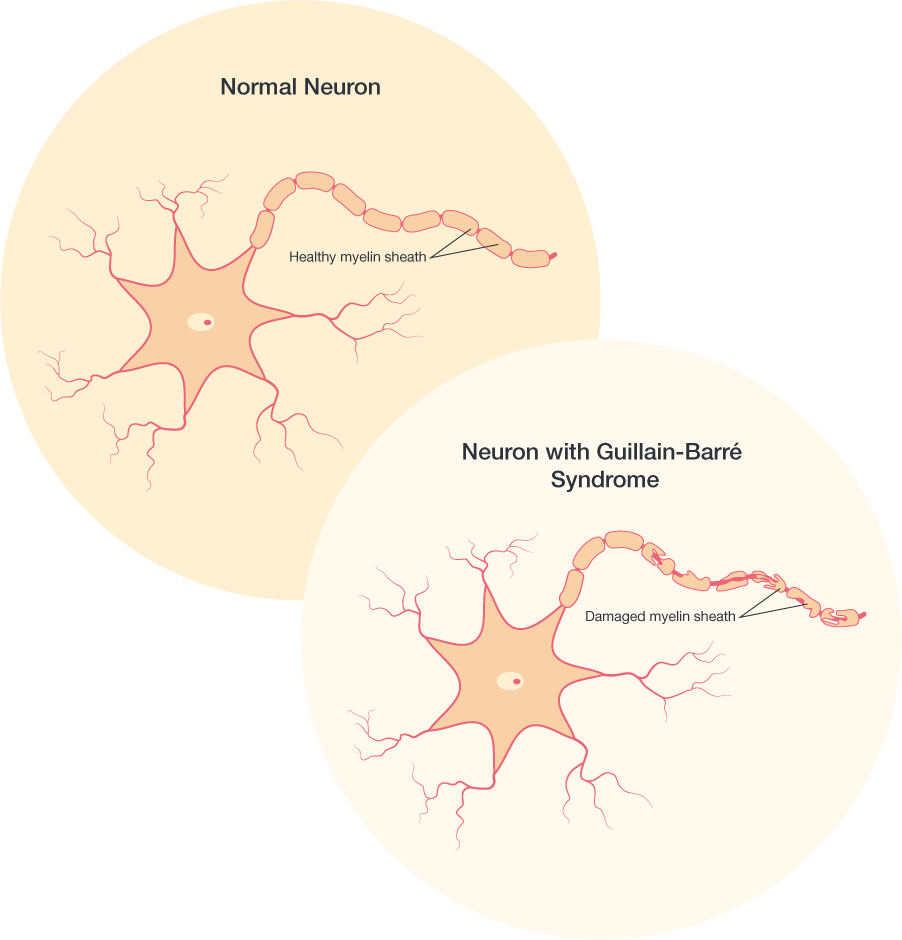 Normal Neuron
Healthy myelin sheath
Neuron with Guillain-Barré
Syndrome
Damaged myelin sheath